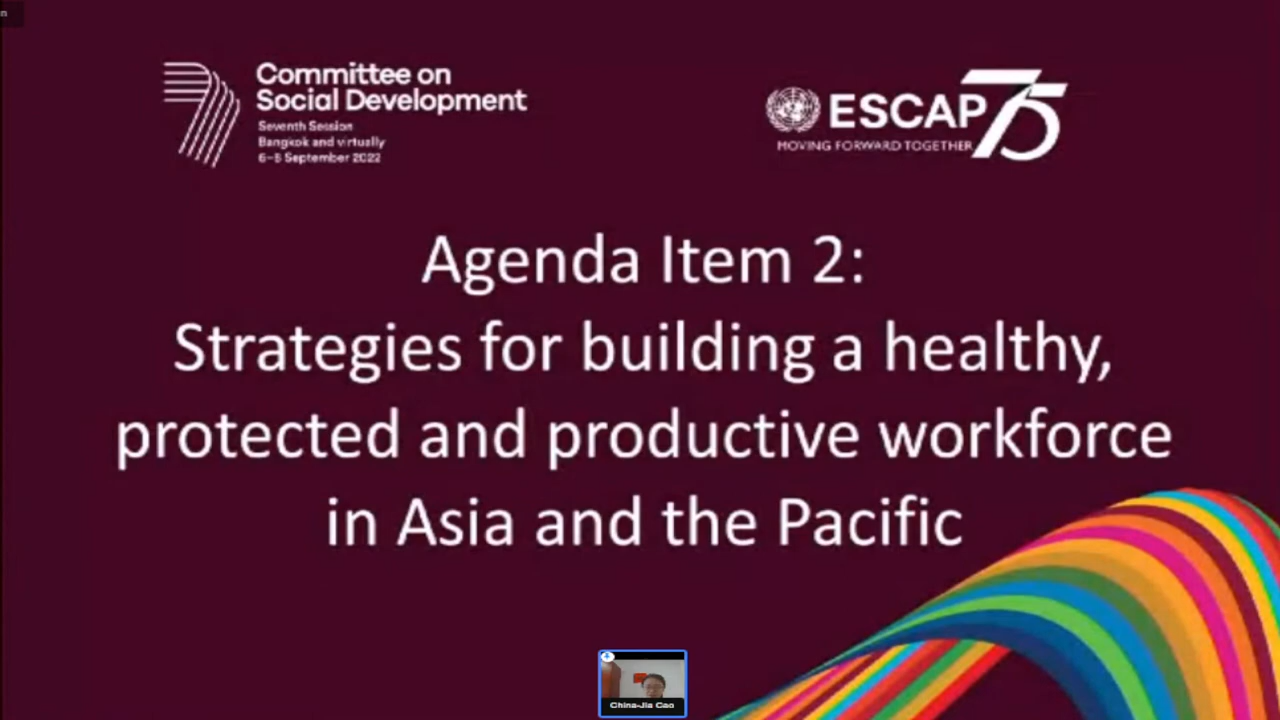 Committee on
Social Development
Seventh Session
Bangkok and virtually
6–8 September 2022
ESCAP 75
MOVING FORWARD TOGETHER
Agenda Item 2:
Strategies for building a healthy,
protected and productive workforce
in Asia and the Pacific
China-Jia Cao